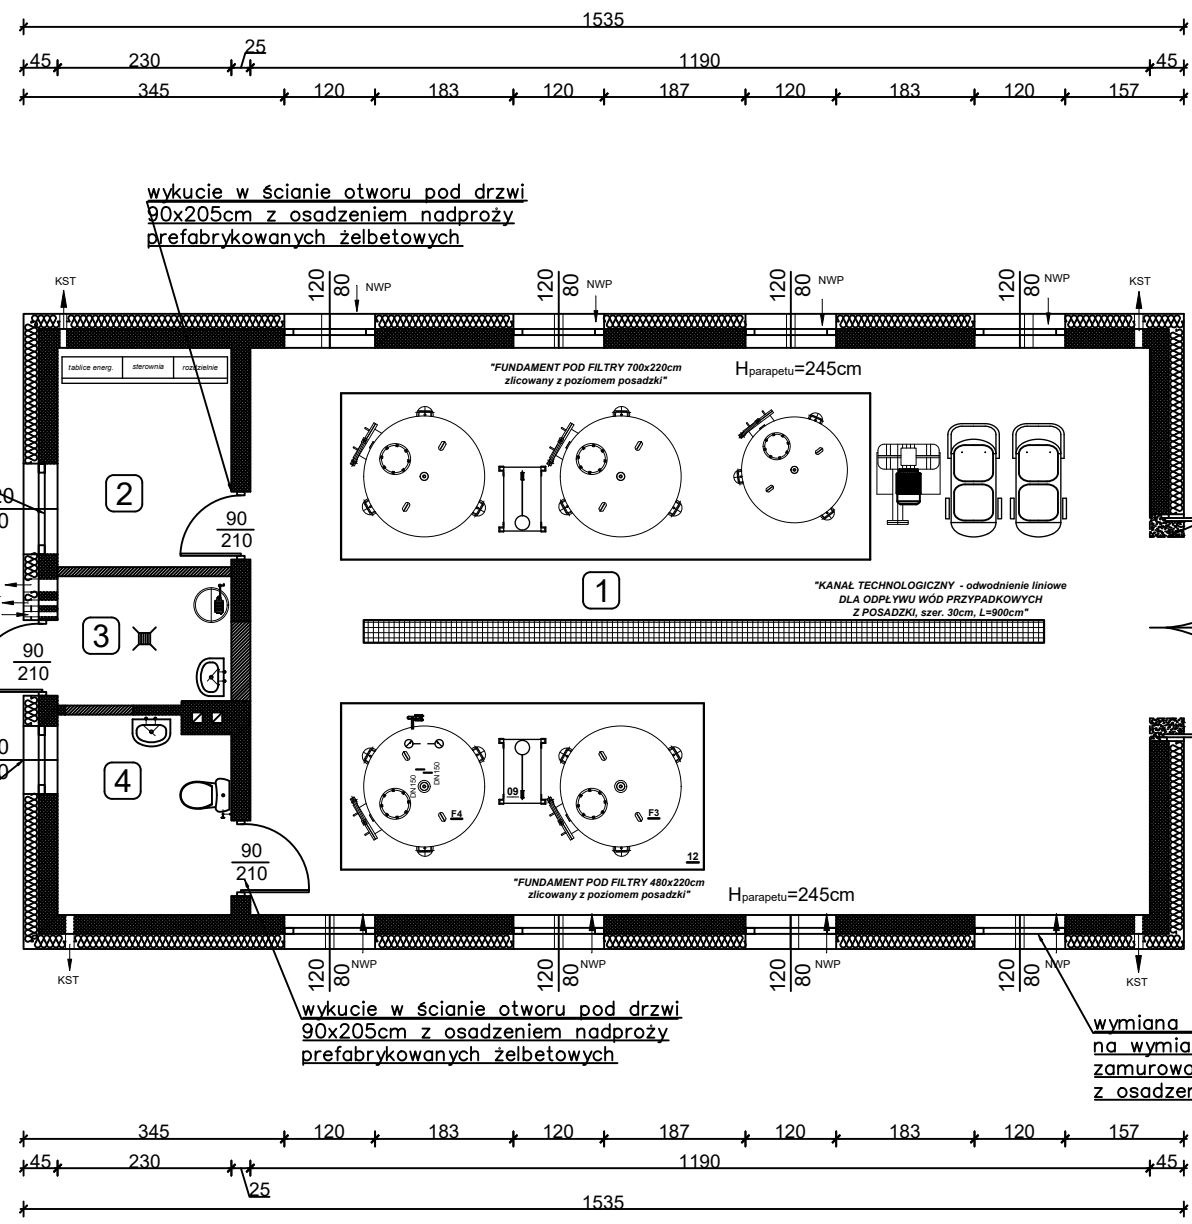 1535
45 230 25 1190 45
345 120 183 120 187 120 183 120 157
wykucie w ścianie otworu pod drzwi
90x205cm z osadzeniem nadproży
prefabrykowanych żelbetowych
KST 120 80 NWP 120 80 NWP 120 80 NWP 120 80 NWP KST
tablice energ. sterownia rozdzielnie
"FUNDAMENT POD FILTRY 700x220cm
zlicowany z poziomem posadzki"
Hparapetu=245cm
2
90
210
1
"KANAŁ TECHNOLOGICZNY - odwodnienie liniowe
DLA ODPŁYWU WÓD PRZYPADKOWYCH
Z POSADZKI, szer. 30cm, L=900cm"
3
90
210
4
DN150 DN150
09
F4 F3
12
90
210
"FUNDAMENT POD FILTRY 480x220cm
zlicowany z poziomem posadzki"
Hparapetu=245cm
KST 120 80 NWP 120 80 NWP 120 80 NWP 120 80 NWP KST
wykucie w ścianie otworu pod drzwi
90x205cm z osadzeniem nadproży
prefabrykowanych żelbetowych
wymiana
na wymia
zamurowa
z osadzen
345 120 183 120 187 120 183 120 157
45 230 25 1190 45
1535